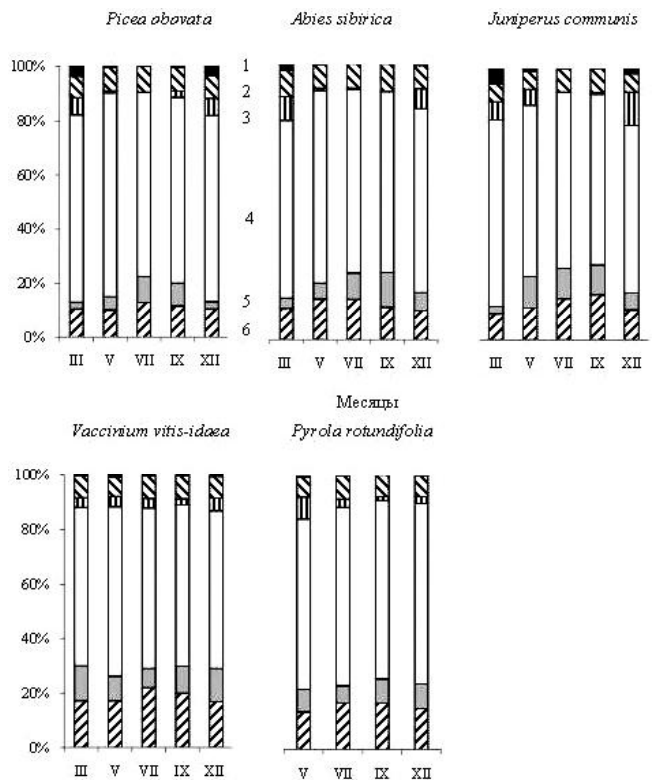 Picea obovata
Abies sibirica
Juniperus communis
100%
80%
60%
40%
20%
0%
1
2
3
4
5
6
III V VII IX XII
III V VII IX XII
III V VII IX XII
Месяцы
Vaccinium vitis-idaea
Pyrola rotundifolia
100%
80%
60%
40%
20%
0%
III V VII IX XII
V VII IX XII